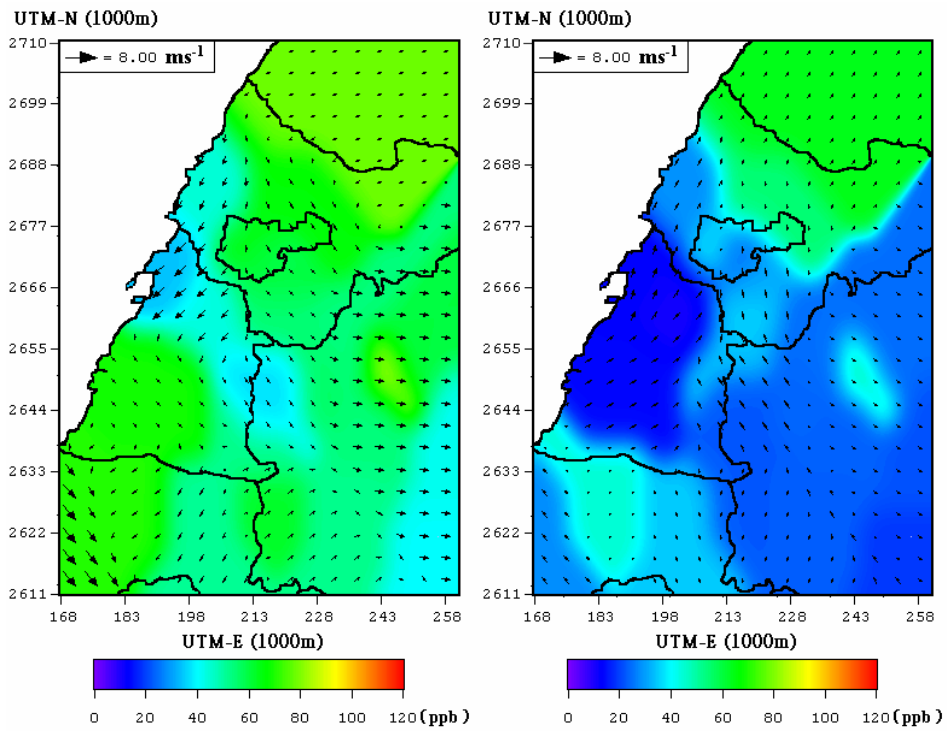 UTM-N (1000m)
2710
2699
2688
2677
2666
2655
2644
2633
2622
2611
= 8.00 ms-1
168 183 198 213 228 243 258
UTM-E (1000m)
0 20 40 60 80 100 120 (ppb)
UTM-N (1000m)
2710
2699
2688
2677
2666
2655
2644
2633
2622
2611
= 8.00 ms-1
168 183 198 213 228 243 258
UTM-E (1000m)
0 20 40 60 80 100 120 (ppb)